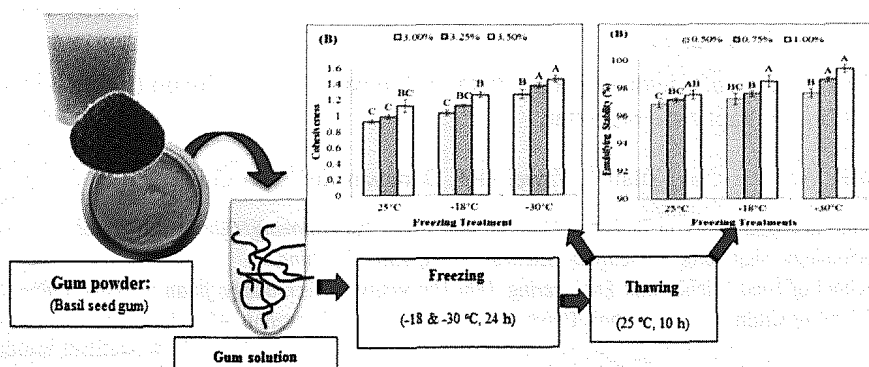 (B)
3.00% 3.25% 3.50%
Cohesiveness
1.6
1.4
1.2
1
0.8
0.6
0.4
0.2
0
C C BC
C BC B
B A A
25°C -18°C -30°C
Freezing Treatment
(B)
0.50% 0.75% 1.00%
Emulsifying Stability (%)
100
98
96
94
92
90
C BC AB
BC B A
B A A
25°C -18°C -30°C
Freezing Treatments
Gum powder:
(Basil seed gum)
Gum solution
Freezing
(-18 & -30 °C, 24 h)
Thawing
(25 °C, 10 h)